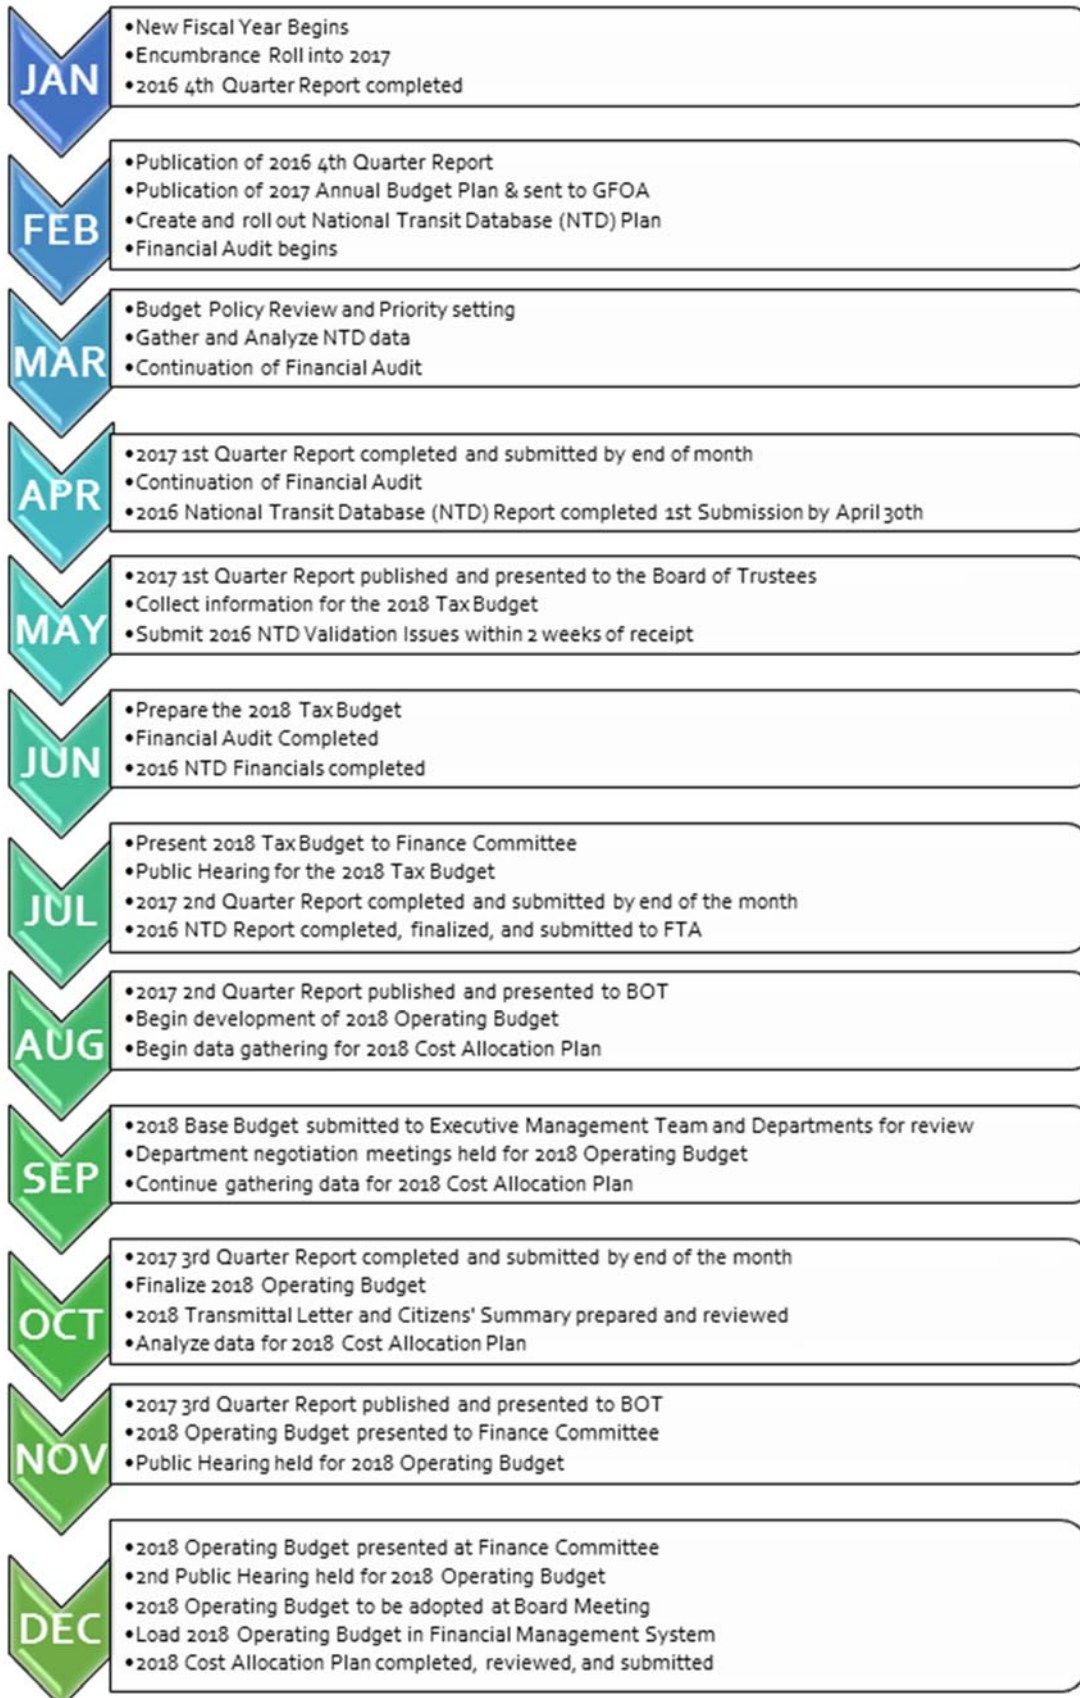 JAN
•New Fiscal Year Begins
•Encumbrance Roll into 2017
•2016 4th Quarter Report completed
FEB
•Publication of 2016 4th Quarter Report
•Publication of 2017 Annual Budget Plan & sent to GFOA
•Create and roll out National Transit Database (NTD) Plan
•Financial Audit begins
MAR
•Budget Policy Review and Priority setting
•Gather and Analyze NTD data
•Continuation of Financial Audit
APR
•2017 1st Quarter Report completed and submitted by end of month
•Continuation of Financial Audit
•2016 National Transit Database (NTD) Report completed 1st Submission by April 30th
MAY
•2017 1st Quarter Report published and presented to the Board of Trustees
•Collect information for the 2018 Tax Budget
•Submit 2016 NTD Validation Issues within 2 weeks of receipt
JUN
•Prepare the 2018 Tax Budget
•Financial Audit Completed
•2016 NTD Financials completed
JUL
•Present 2018 Tax Budget to Finance Committee
•Public Hearing for the 2018 Tax Budget
•2017 2nd Quarter Report completed and submitted by end of the month
•2016 NTD Report completed, finalized, and submitted to FTA
AUG
•2017 2nd Quarter Report published and presented to BOT
•Begin development of 2018 Operating Budget
•Begin data gathering for 2018 Cost Allocation Plan
SEP
•2018 Base Budget submitted to Executive Management Team and Departments for review
•Department negotiation meetings held for 2018 Operating Budget
•Continue gathering data for 2018 Cost Allocation Plan
OCT
•2017 3rd Quarter Report completed and submitted by end of the month
•Finalize 2018 Operating Budget
•2018 Transmittal Letter and Citizens' Summary prepared and reviewed
•Analyze data for 2018 Cost Allocation Plan
NOV
•2017 3rd Quarter Report published and presented to BOT
•2018 Operating Budget presented to Finance Committee
•Public Hearing held for 2018 Operating Budget
DEC
•2018 Operating Budget presented at Finance Committee
•2nd Public Hearing held for 2018 Operating Budget
•2018 Operating Budget to be adopted at Board Meeting
•Load 2018 Operating Budget in Financial Management System
•2018 Cost Allocation Plan completed, reviewed, and submitted